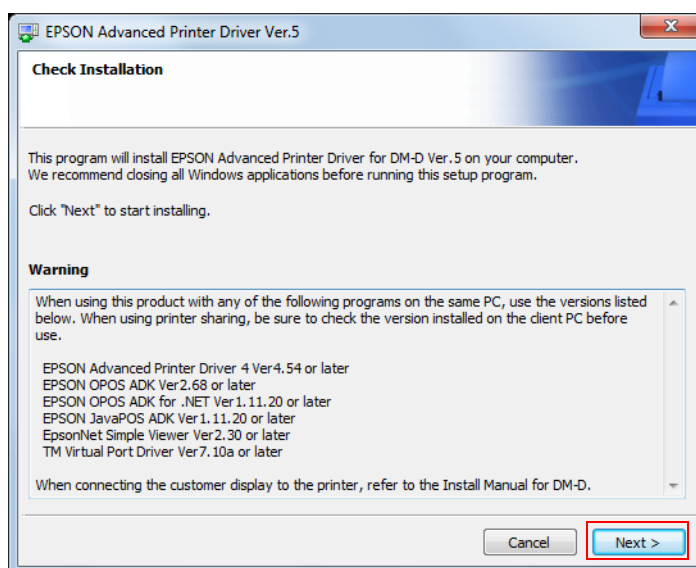 EPSON Advanced Printer Driver Ver.5
Check Installation
This program will install EPSON Advanced Printer Driver for DM-D Ver.5 on your computer.
We recommend closing all Windows applications before running this setup program.
Click "Next" to start installing.
Warning
When using this product with any of the following programs on the same PC, use the versions listed
below. When using printer sharing, be sure to check the version installed on the client PC before
use.
EPSON Advanced Printer Driver 4 Ver4.54 or later
EPSON OPOS ADK Ver2.68 or later
EPSON OPOS ADK for .NET Ver1.11.20 or later
EPSON JavaPOS ADK Ver1.11.20 or later
EpsonNet Simple Viewer Ver2.30 or later
TM Virtual Port Driver Ver7.10a or later
When connecting the customer display to the printer, refer to the Install Manual for DM-D.
Cancel
Next >